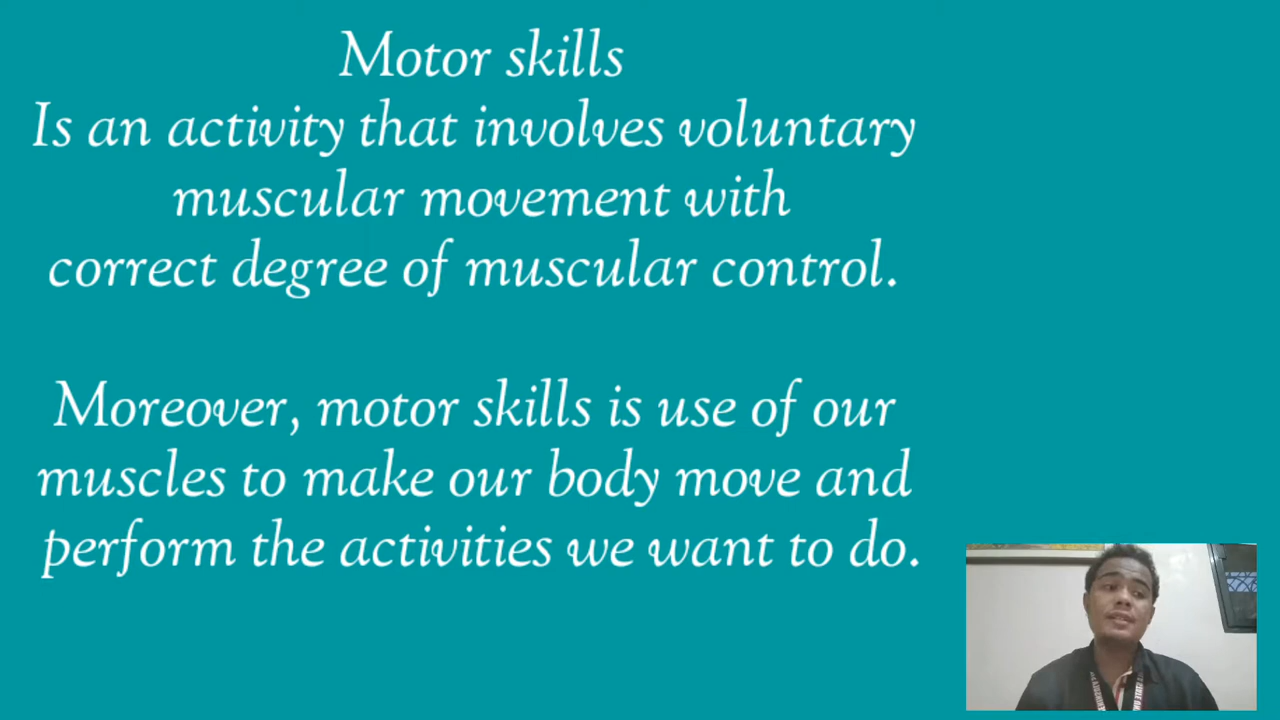 Motor skills
Is an activity that involves voluntary
muscular movement with
correct degree of muscular control.
Moreover, motor skills is use of our
muscles to make our body move and
perform the activities we want to do.